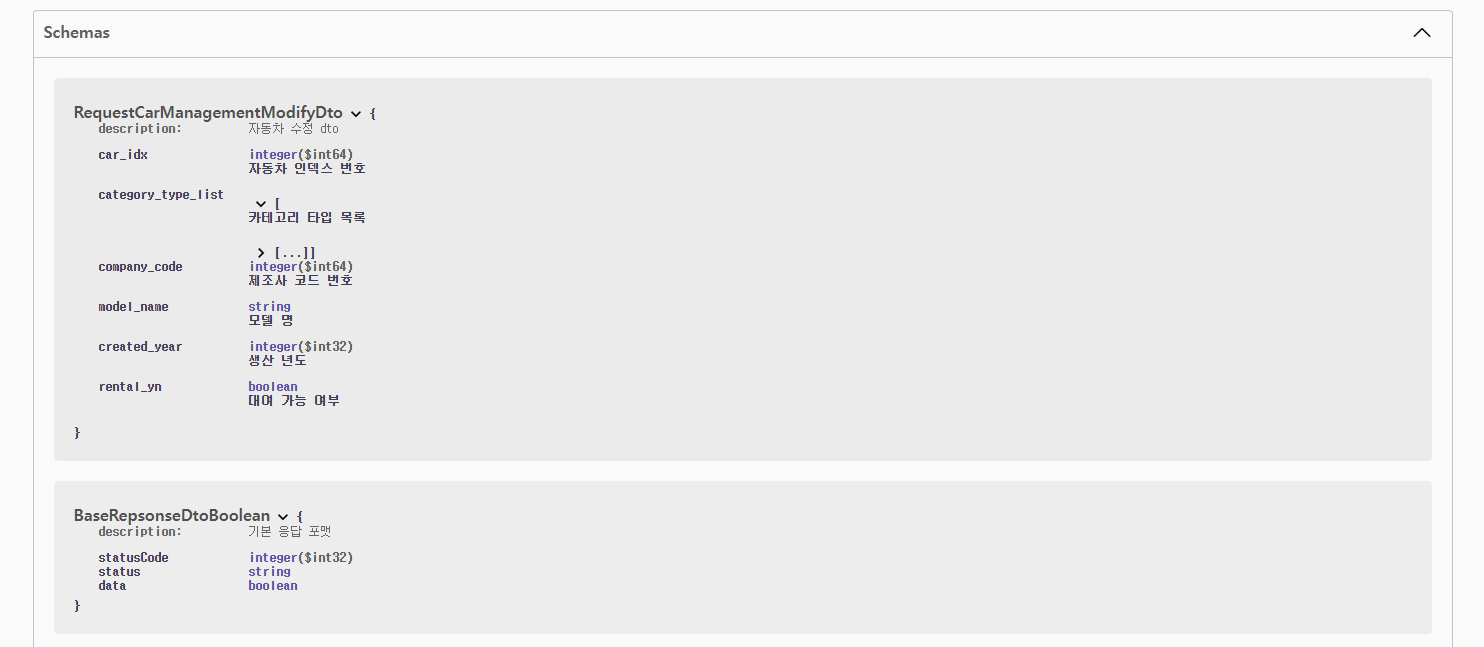 Schemas
RequestCarManagementModifyDto {
description: 자동차 수정 dto
car_idx integer($int64)
자동차 인덱스 번호
category_type_list [
카테고리 타입 목록
[...]]
company_code integer($int64)
제조사 코드 번호
model_name string
모델 명
created_year integer($int32)
생산 년도
rental_yn boolean
대여 가능 여부
}
BaseRepsonseDtoBoolean {
description: 기본 응답 포맷
statusCode integer($int32)
status string
data boolean
}